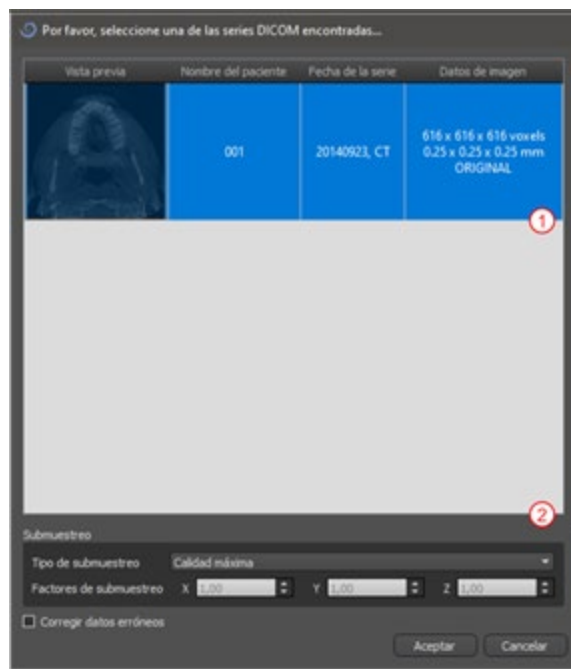 Por favor, seleccione una de las series DICOM encontradas...
Vista previa Nombre del paciente Fecha de la serie Datos de imagen
001 20140923, CT 616 x 616 x 616 voxels
0.25 x 0.25 x 0.25 mm
ORIGINAL
1
2
Submuestreo
Tipo de submuestreo Calidad máxima
Factores de submuestreo X 1,00 Y 1,00 Z 1,00
Corregir datos erróneos
Aceptar Cancelar